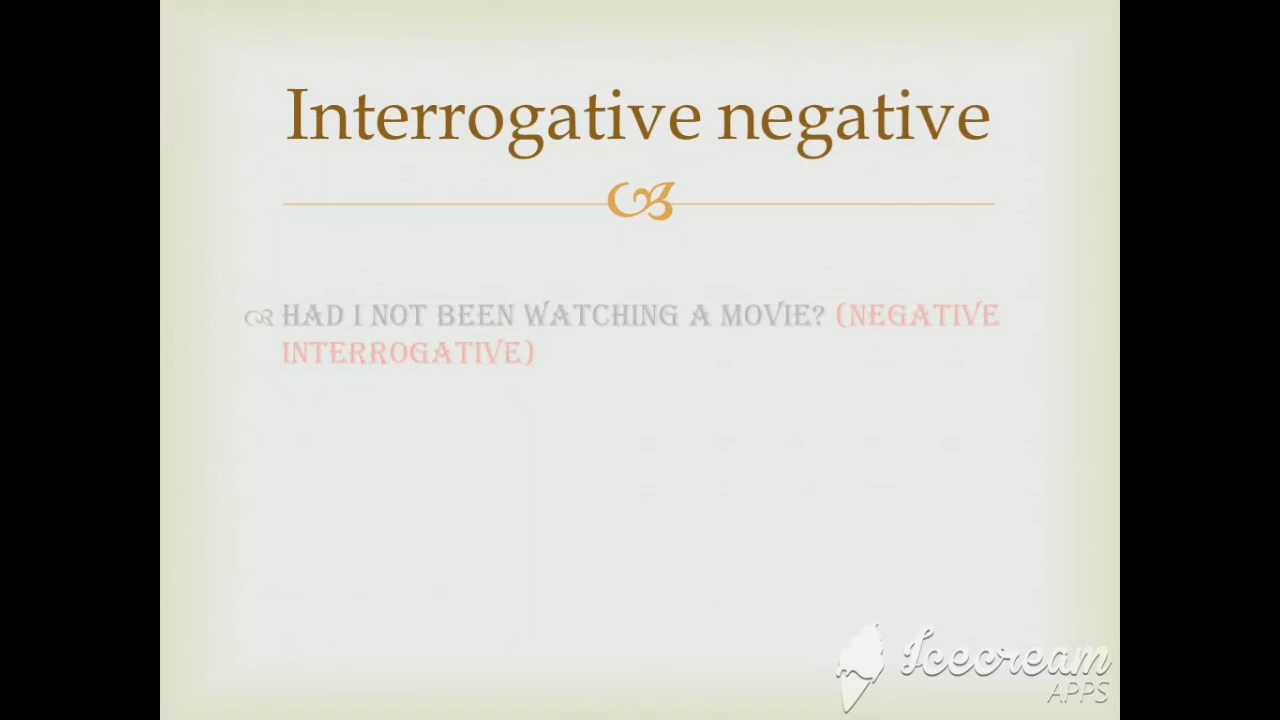 Interrogative negative
HAD I NOT BEEN WATCHING A MOVIE? (NEGATIVE
INTERROGATIVE)
Icecream
APPS